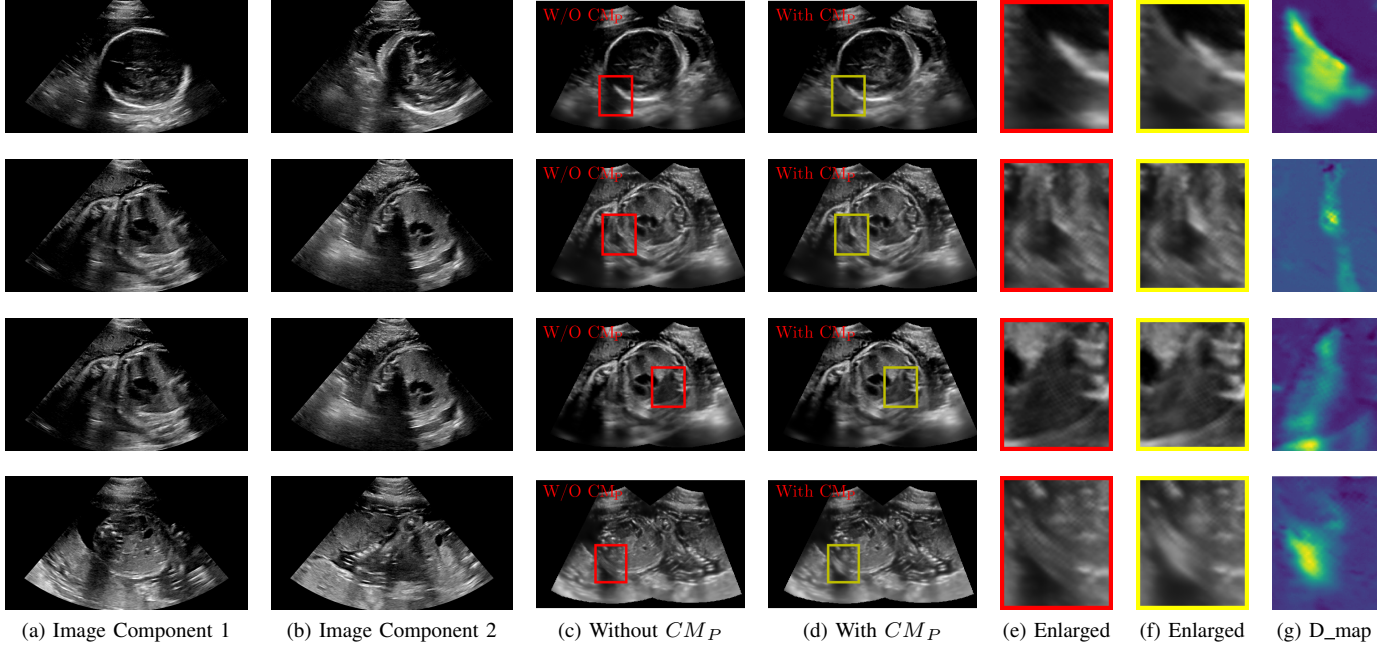 W/O CM_P
With CM_P
W/O CM_P
With CM_P
W/O CM_P
With CM_P
W/O CM_P
With CM_P
(a) Image Component 1
(b) Image Component 2
(c) Without CM_P
(d) With CM_P
(e) Enlarged
(f) Enlarged
(g) D_map